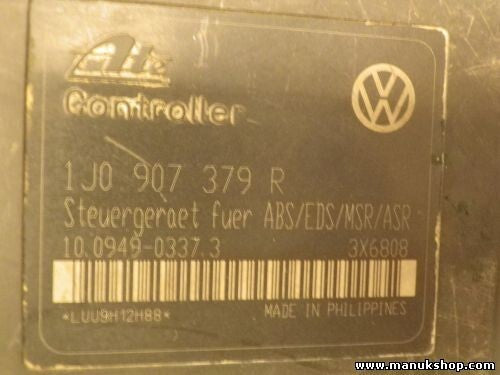 Ate
Controller
1J0 907 379 R
Steuergeraet fuer ABS/EDS/MSR/ASR
10.0949-0337.3 3X6808
*LUU9H12H88*
MADE IN PHILIPPINES
www.manukshop.com